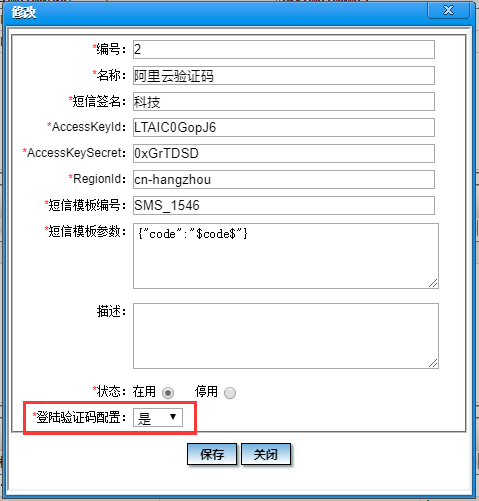 修改 X
*编号： 2
*名称： 阿里云验证码
*短信签名： 科技
*AccessKeyId： LTAIC0GopJ6
*AccessKeySecret： 0xGrTDSD
*RegionId： cn-hangzhou
*短信模板编号： SMS_1546
*短信模板参数： {"code":"$code$"}
描述：
*状态： 在用 停用
*登陆验证码配置： 是
保存 关闭